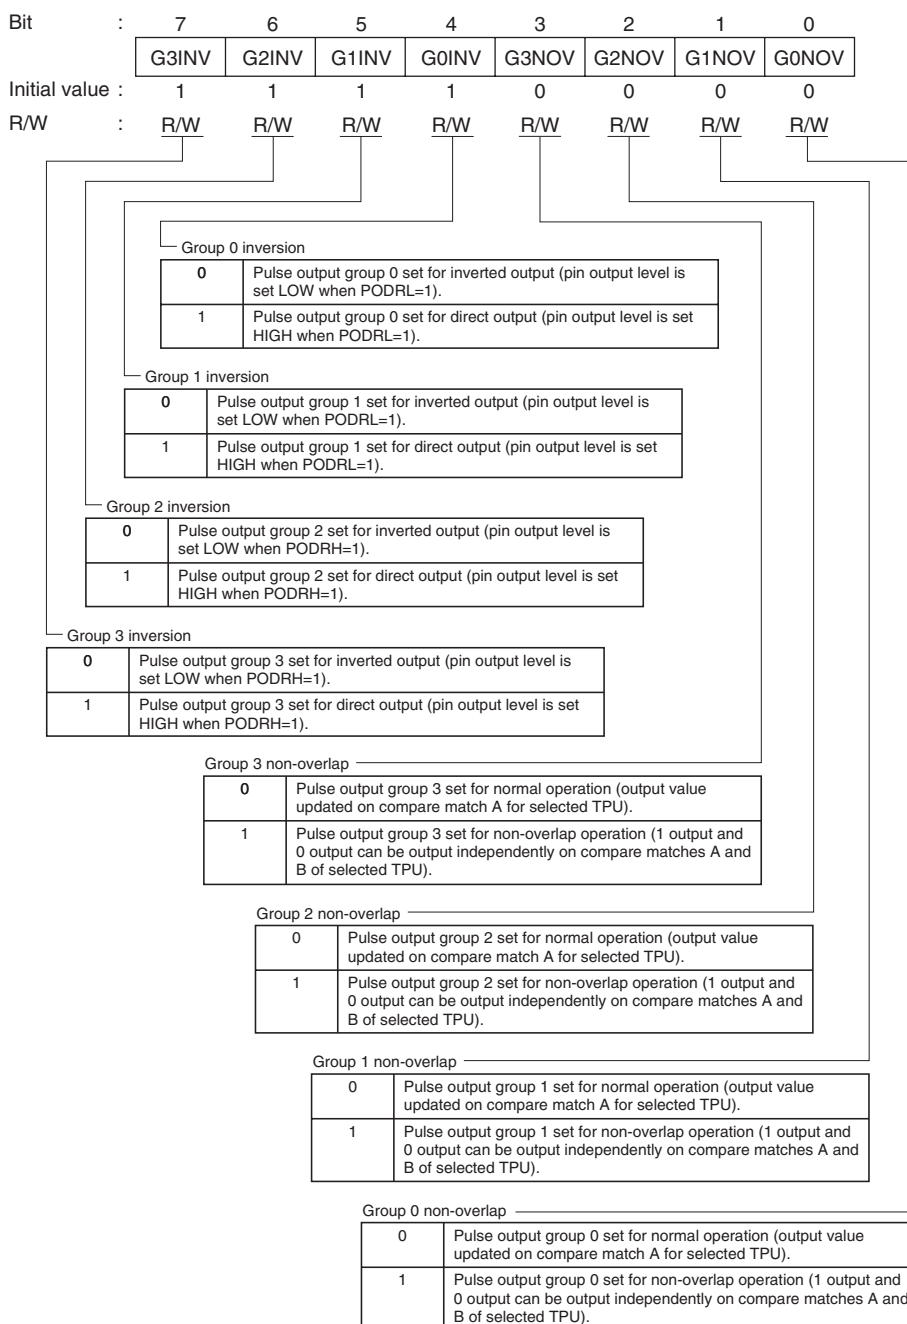 Bit : 7 6 5 4 3 2 1 0
G3INV G2INV G1INV G0INV G3NOV G2NOV G1NOV G0NOV
Initial value : 1 1 1 1 0 0 0 0
R/W : R/W R/W R/W R/W R/W R/W R/W R/W
Group 0 inversion
0 Pulse output group 0 set for inverted output (pin output level is
set LOW when PODRL=1).
1 Pulse output group 0 set for direct output (pin output level is set
HIGH when PODRL=1).
Group 1 inversion
0 Pulse output group 1 set for inverted output (pin output level is
set LOW when PODRL=1).
1 Pulse output group 1 set for direct output (pin output level is set
HIGH when PODRL=1).
Group 2 inversion
0 Pulse output group 2 set for inverted output (pin output level is
set LOW when PODRH=1).
1 Pulse output group 2 set for direct output (pin output level is set
HIGH when PODRH=1).
Group 3 inversion
0 Pulse output group 3 set for inverted output (pin output level is
set LOW when PODRH=1).
1 Pulse output group 3 set for direct output (pin output level is set
HIGH when PODRH=1).
Group 3 non-overlap
0 Pulse output group 3 set for normal operation (output value
updated on compare match A for selected TPU).
1 Pulse output group 3 set for non-overlap operation (1 output and
0 output can be output independently on compare matches A and
B of selected TPU).
Group 2 non-overlap
0 Pulse output group 2 set for normal operation (output value
updated on compare match A for selected TPU).
1 Pulse output group 2 set for non-overlap operation (1 output and
0 output can be output independently on compare matches A and
B of selected TPU).
Group 1 non-overlap
0 Pulse output group 1 set for normal operation (output value
updated on compare match A for selected TPU).
1 Pulse output group 1 set for non-overlap operation (1 output and
0 output can be output independently on compare matches A and
B of selected TPU).
Group 0 non-overlap
0 Pulse output group 0 set for normal operation (output value
updated on compare match A for selected TPU).
1 Pulse output group 0 set for non-overlap operation (1 output and
0 output can be output independently on compare matches A and
B of selected TPU).